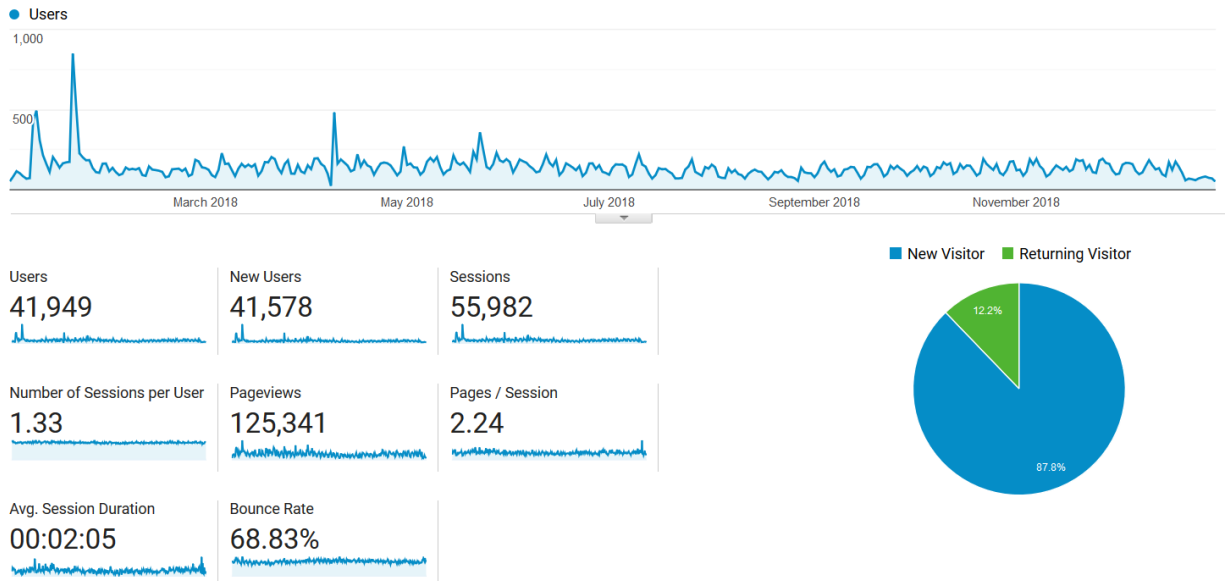 Users
1,000
500
March 2018 May 2018 July 2018 September 2018 November 2018
New Visitor Returning Visitor
Users New Users Sessions
41,949 41,578 55,982
12.2%
Number of Sessions per User Pageviews Pages / Session
1.33 125,341 2.24
87.8%
Avg. Session Duration Bounce Rate
00:02:05 68.83%